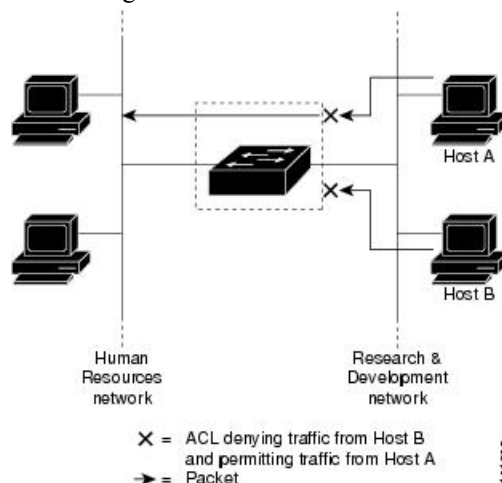 Host A
Host B
Human
Resources
network
Research &
Development
network
✕ = ACL denying traffic from Host B
and permitting traffic from Host A
→ = Packet